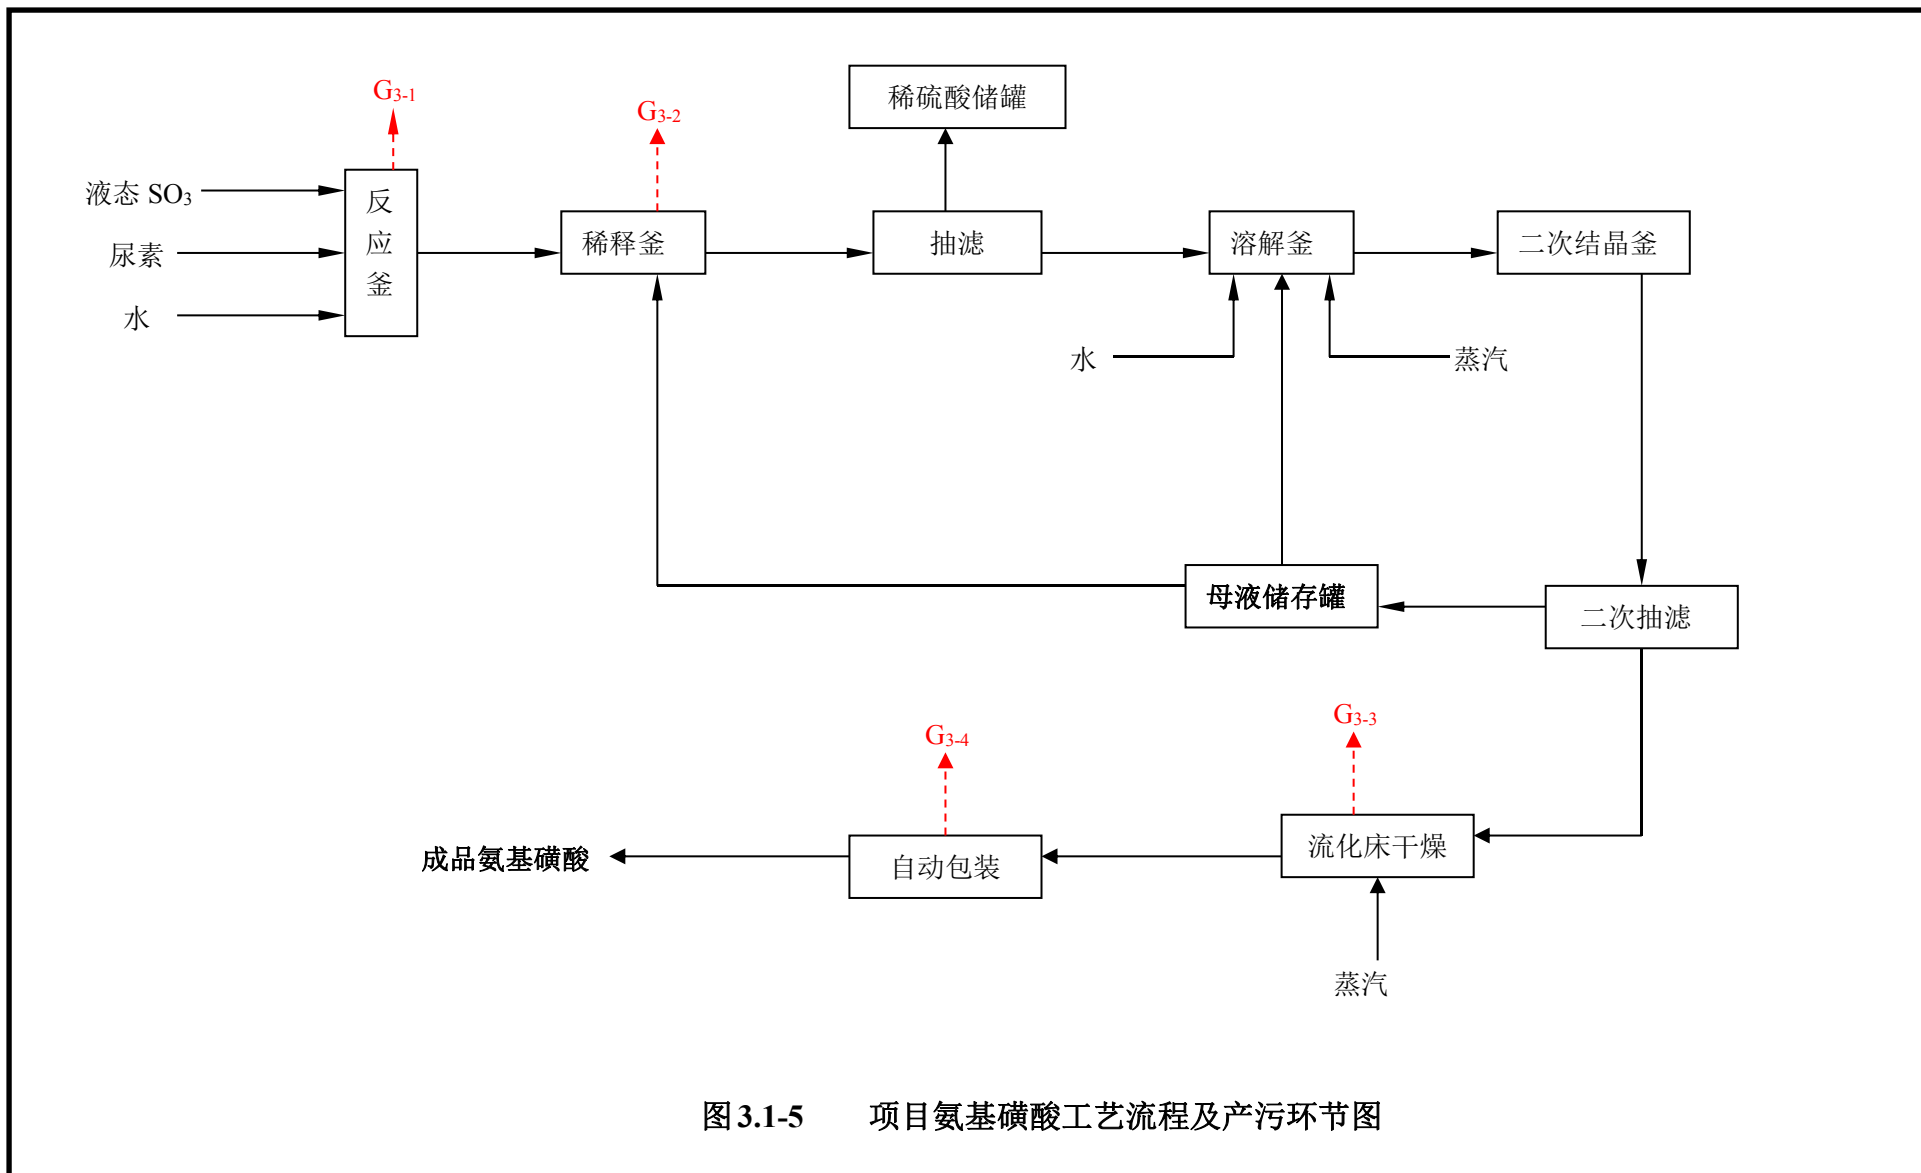 稀硫酸储罐
G3-1
G3-2
液态 SO3
尿素
水
反应釜
稀释釜
抽滤
溶解釜
二次结晶釜
水
蒸汽
母液储存罐
二次抽滤
G3-4
G3-3
成品氨基磺酸
自动包装
流化床干燥
蒸汽
图 3.1-5 项目氨基磺酸工艺流程及产污环节图